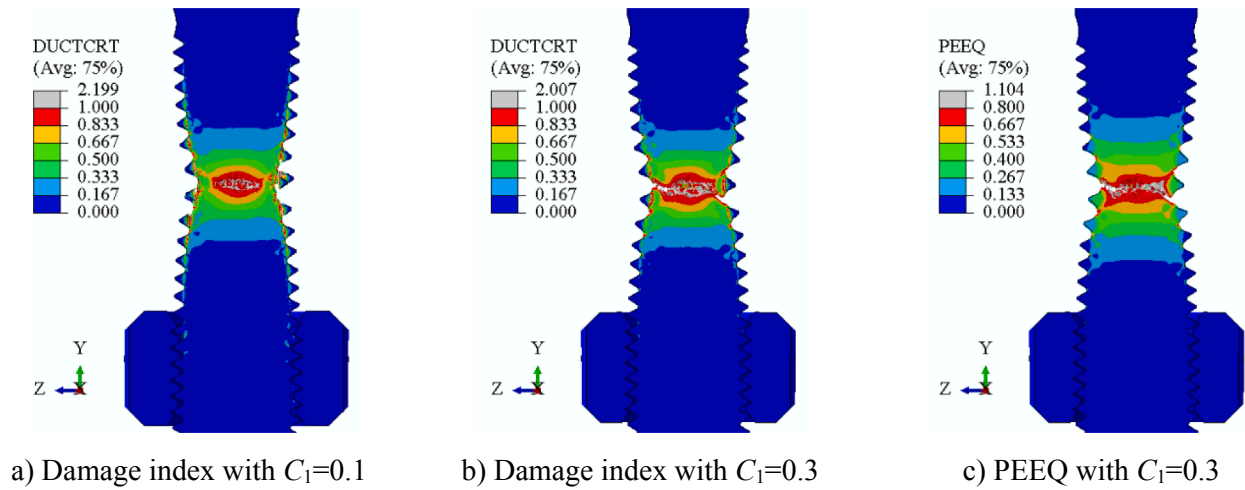 DUCTCRT
(Avg: 75%)
2.199
1.000
0.833
0.667
0.500
0.333
0.167
0.000
Y
Z X
a) Damage index with C1=0.1
DUCTCRT
(Avg: 75%)
2.007
1.000
0.833
0.667
0.500
0.333
0.167
0.000
Y
Z X
b) Damage index with C1=0.3
PEEQ
(Avg: 75%)
1.104
0.800
0.667
0.533
0.400
0.267
0.133
0.000
Y
Z X
c) PEEQ with C1=0.3